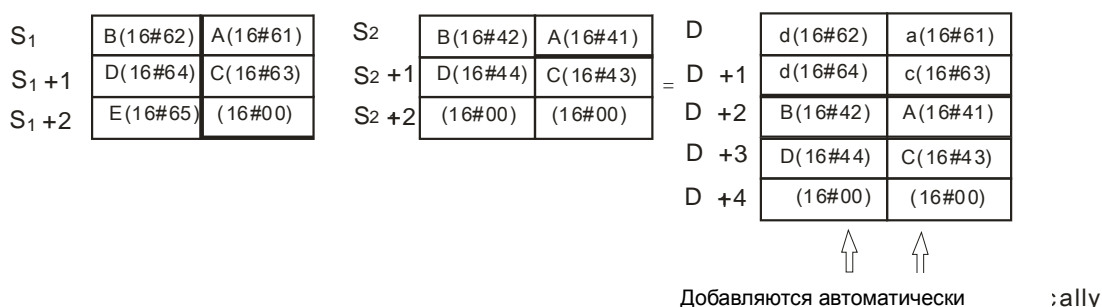 S1 B(16#62) A(16#61) S2 B(16#42) A(16#41) D d(16#62) a(16#61)
S1 +1 D(16#64) C(16#63) S2 +1 D(16#44) C(16#43) = D +1 d(16#64) c(16#63)
S1 +2 E(16#65) (16#00) S2 +2 (16#00) (16#00) D +2 B(16#42) A(16#41)
D +3 D(16#44) C(16#43)
D +4 (16#00) (16#00)
Добавляются автоматически cally